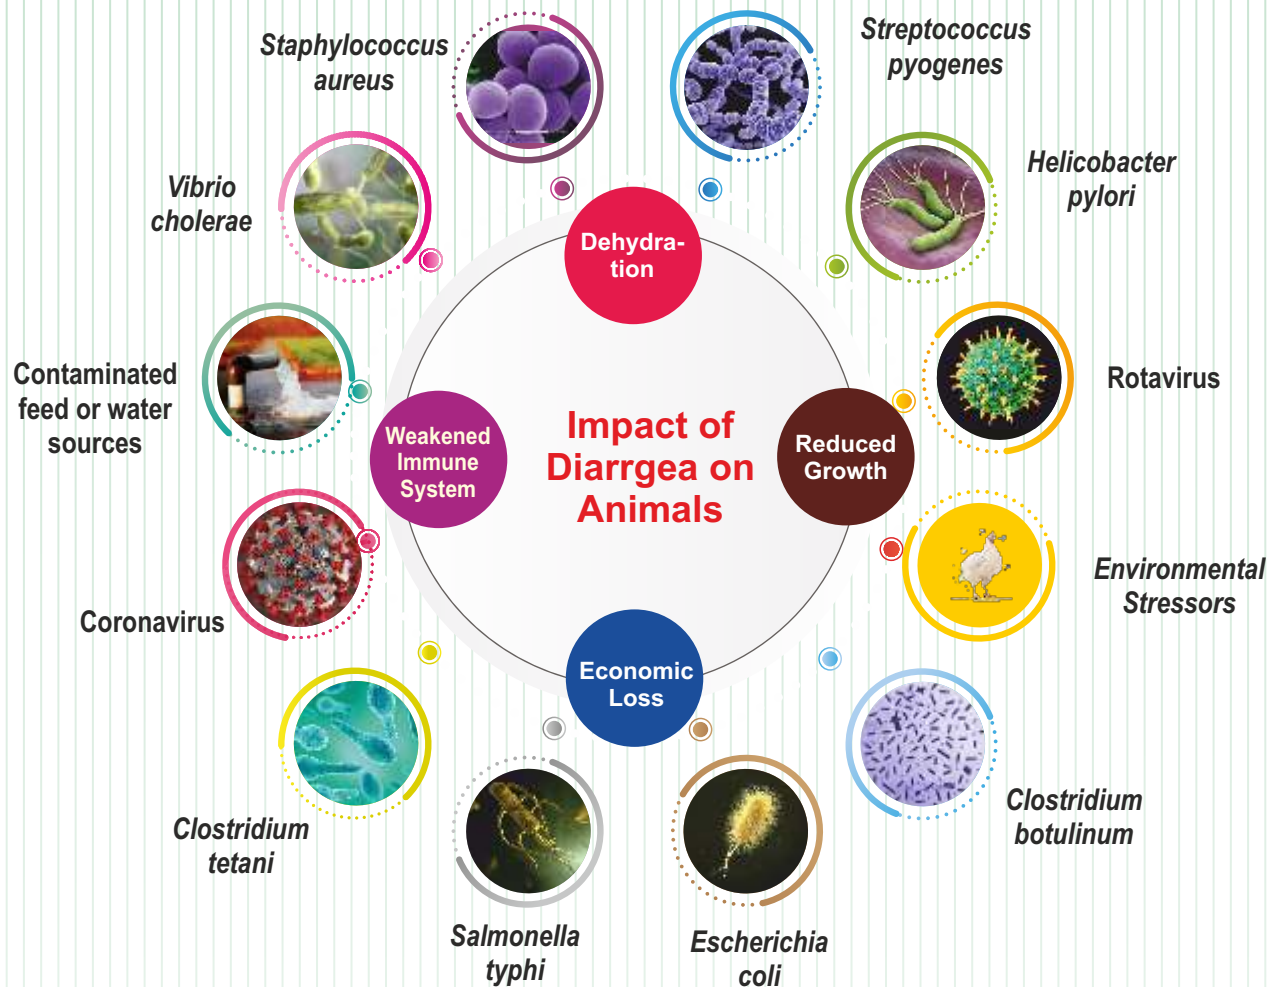 Staphylococcus
aureus
Streptococcus
pyogenes
Vibrio
cholerae
Helicobacter
pylori
Dehydra-
tion
Contaminated
feed or water
sources
Rotavirus
Weakened
Immune
System
Impact of
Diarrgea on
Animals
Reduced
Growth
Coronavirus
Environmental
Stressors
Economic
Loss
Clostridium
tetani
Clostridium
botulinum
Salmonella
typhi
Escherichia
coli